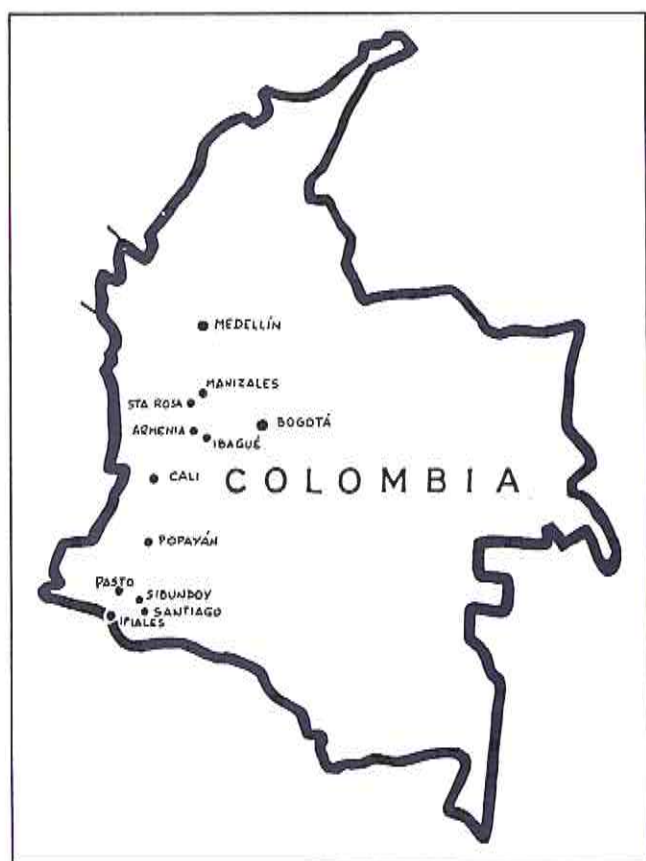 MEDELLÍN
MANIZALES
STA ROSA
ARMENIA
BOGOTÁ
IBAGUÉ
CALI
COLOMBIA
POPAYÁN
PASTO
SIBUNDOY
SANTIAGO
IPIALES